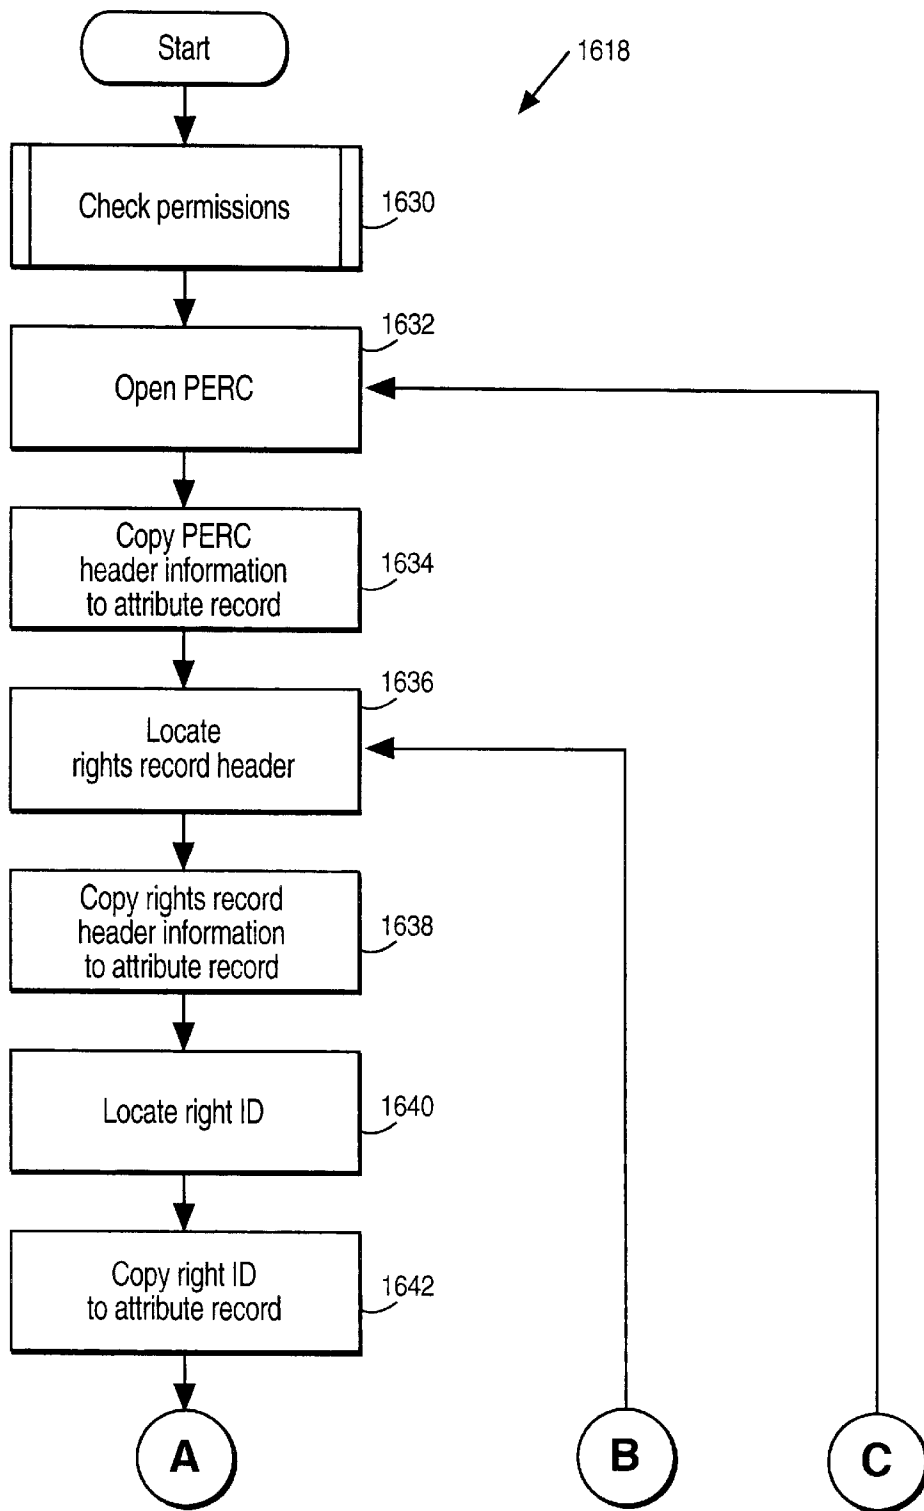 Start
1618
Check permissions
1630
1632
Open PERC
Copy PERC
header information
to attribute record
1634
1636
Locate
rights record header
Copy rights record
header information
to attribute record
1638
Locate right ID
1640
Copy right ID
to attribute record
1642
A
B
C